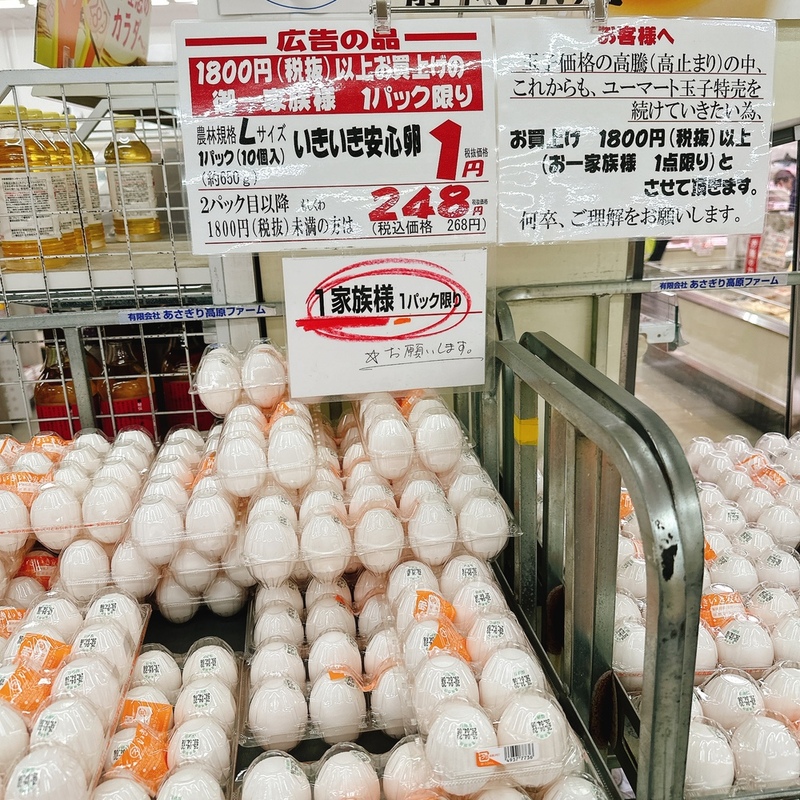 カラダ
広告の品
1800円(税抜)以上お買上げの
御一家族様 1パック限り
農林規格Lサイズ
1パック(10個入)
(約650g)
いきいき安心卵
1円
税抜価格
2パック目以降
1800円(税抜)未満の方は
248円
税抜価格
(税込価格 268円)
お客様へ
玉子価格の高騰(高止まり)の中、
これからも、ユーマート玉子特売を
続けていきたい為、
お買上げ 1800円(税抜)以上
(お一家族様 1点限り)と
させて頂きます。
何卒、ご理解をお願いします。
1家族様 1パック限り
☆お願いします。
有限会社 あさぎり高原ファーム
有限会社 あさぎり高原ファーム